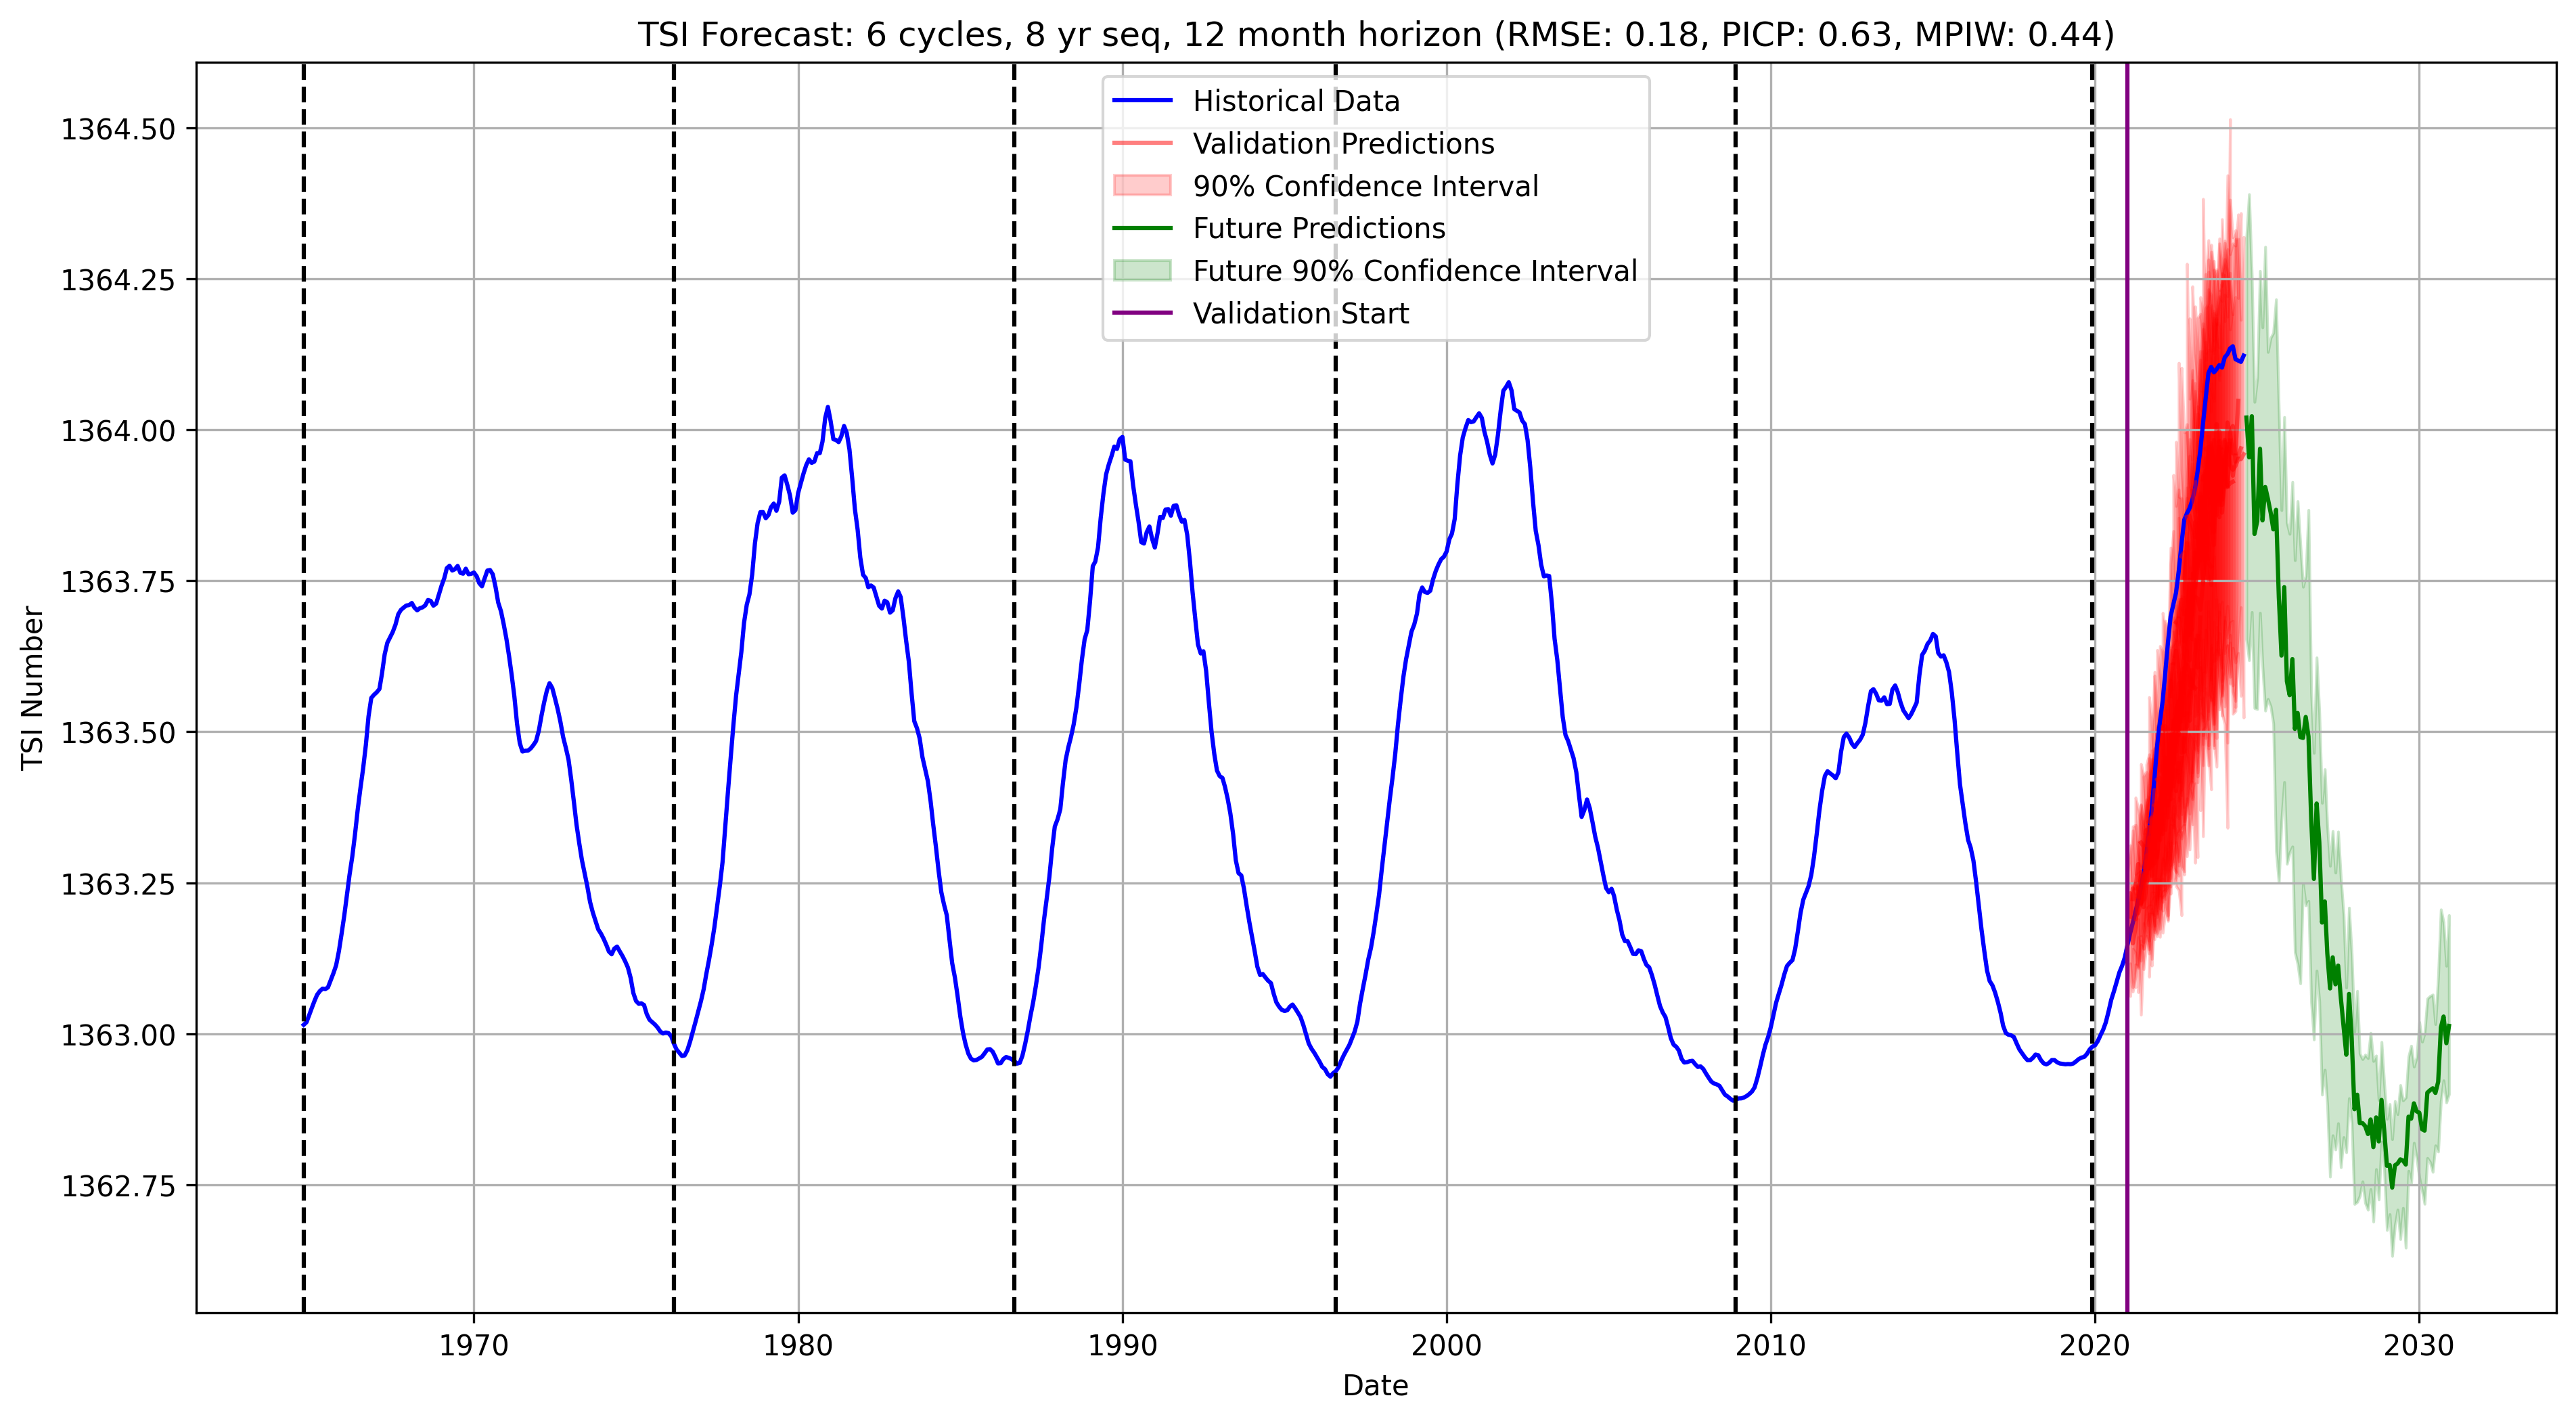 TSI Forecast: 6 cycles, 8 yr seq, 12 month horizon (RMSE: 0.18, PICP: 0.63, MPIW: 0.44)
Historical Data
Validation Predictions
90% Confidence Interval
Future Predictions
Future 90% Confidence Interval
Validation Start
TSI Number
1364.50
1364.25
1364.00
1363.75
1363.50
1363.25
1363.00
1362.75
1970
1980
1990
2000
2010
2020
2030
Date